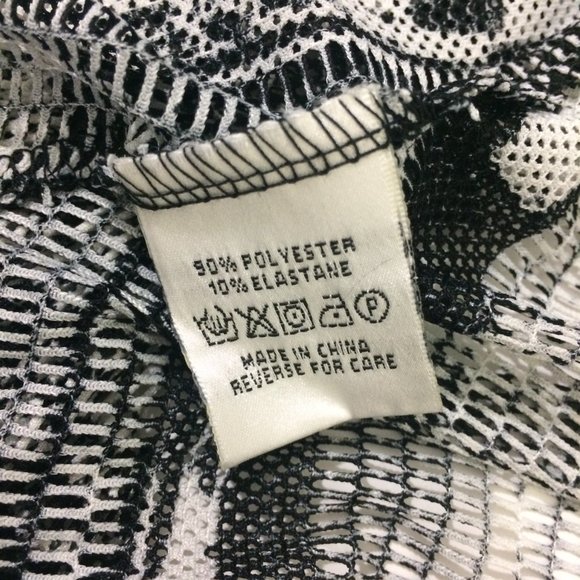 90% POLYESTER
10% ELASTANE
P
MADE IN CHINA
REVERSE FOR CARE